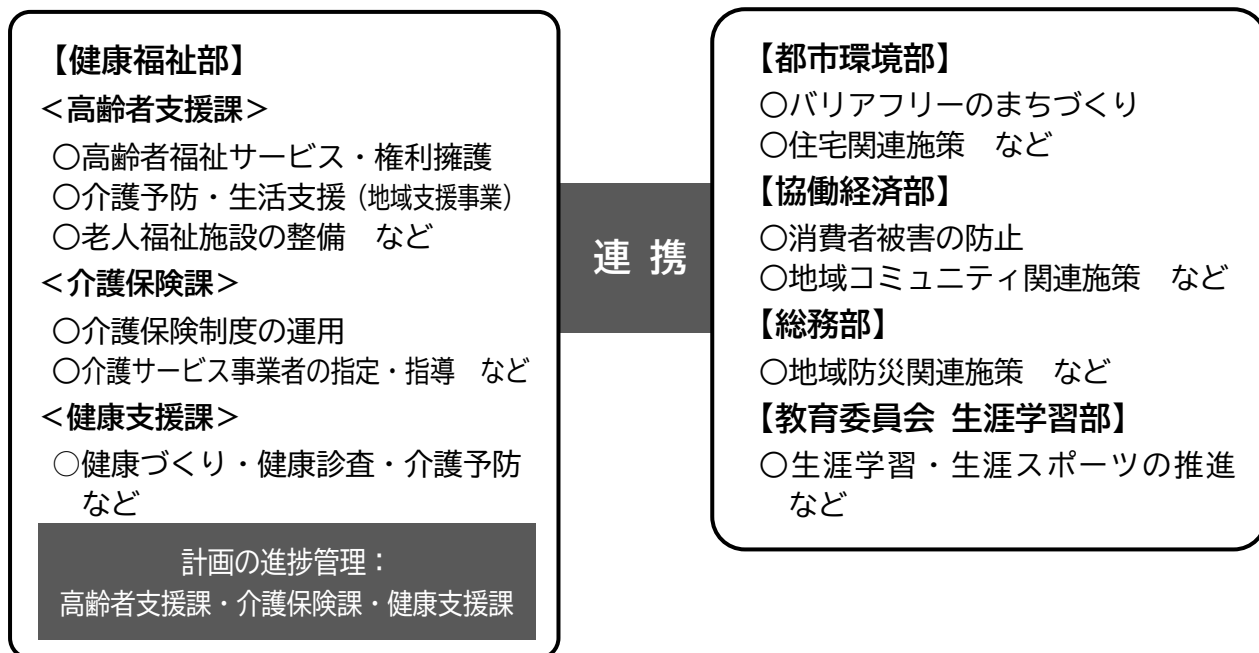 【健康福祉部】
＜高齢者支援課＞
○高齢者福祉サービス・権利擁護
○介護予防・生活支援（地域支援事業）
○老人福祉施設の整備　など
＜介護保険課＞
○介護保険制度の運用
○介護サービス事業者の指定・指導　など
＜健康支援課＞
○健康づくり・健康診査・介護予防
など
計画の進捗管理：
高齢者支援課・介護保険課・健康支援課
連 携
【都市環境部】
○バリアフリーのまちづくり
○住宅関連施策　など
【協働経済部】
○消費者被害の防止
○地域コミュニティ関連施策　など
【総務部】
○地域防災関連施策　など
【教育委員会 生涯学習部】
○生涯学習・生涯スポーツの推進
など